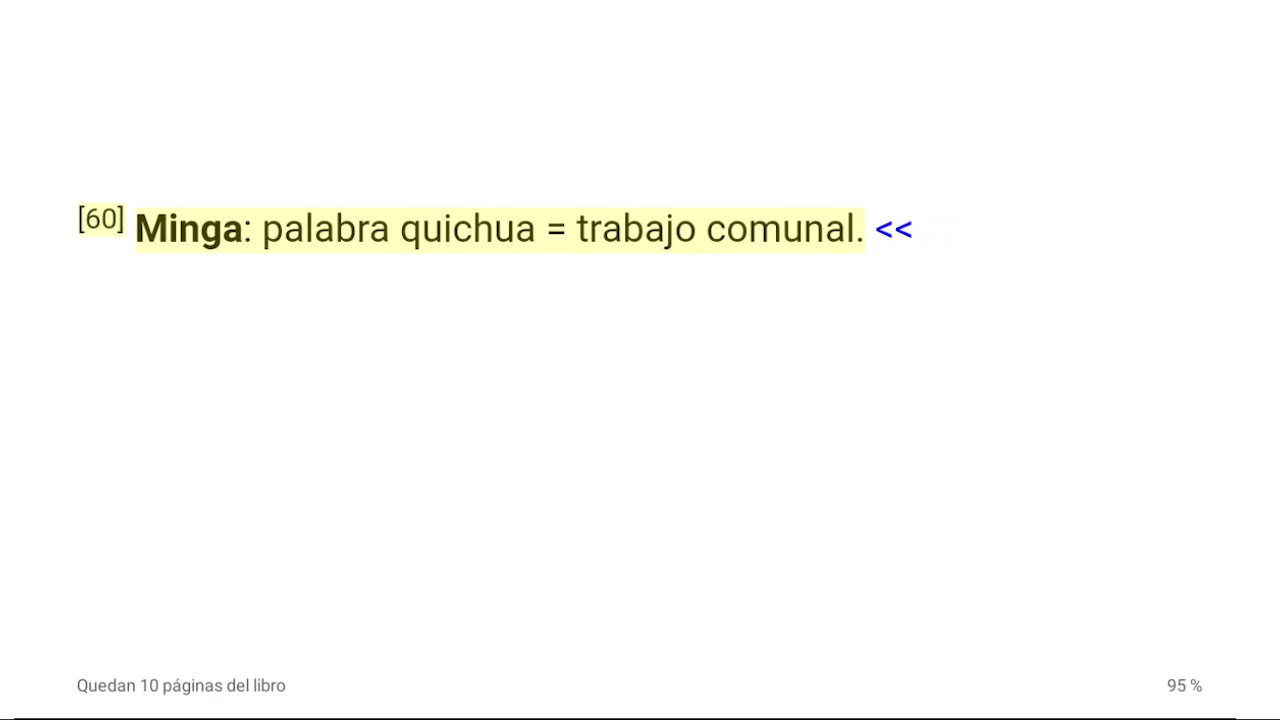 [60] Minga: palabra quichua = trabajo comunal. <<
Quedan 10 páginas del libro
95 %